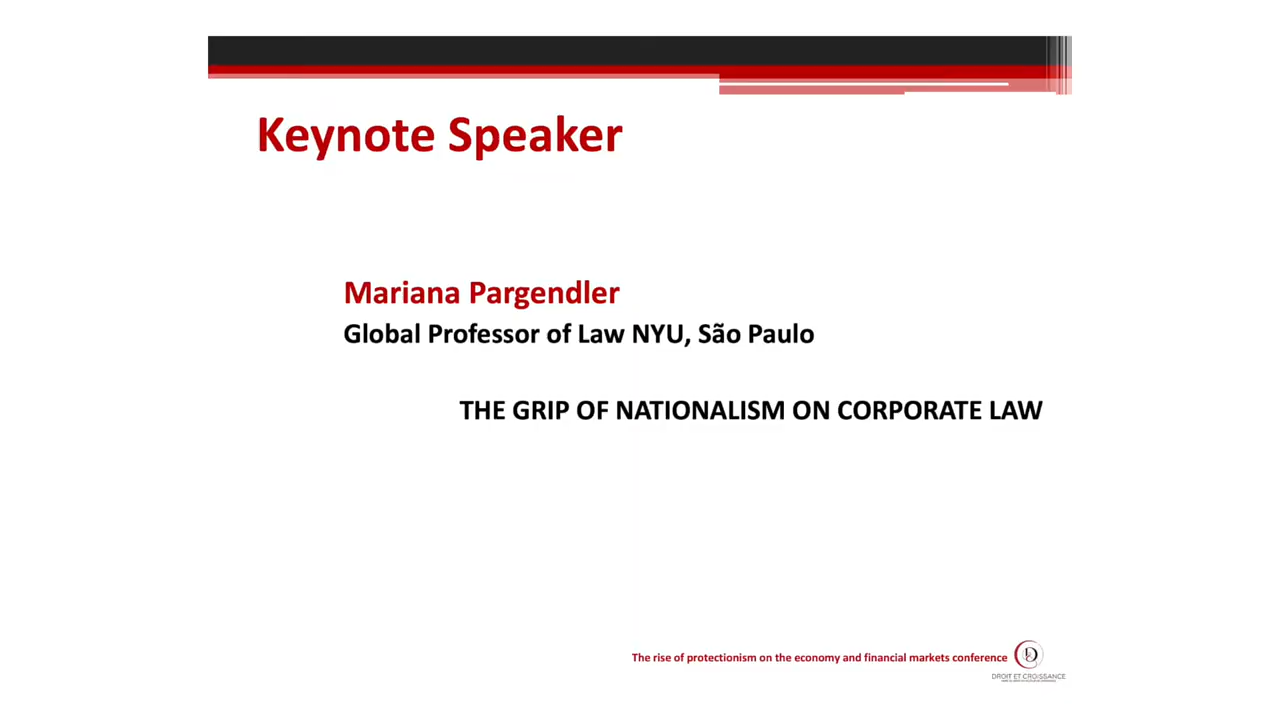 Keynote Speaker
Mariana Pargendler
Global Professor of Law NYU, São Paulo
THE GRIP OF NATIONALISM ON CORPORATE LAW
The rise of protectionism on the economy and financial markets conference
DROIT ET CROISSANCE